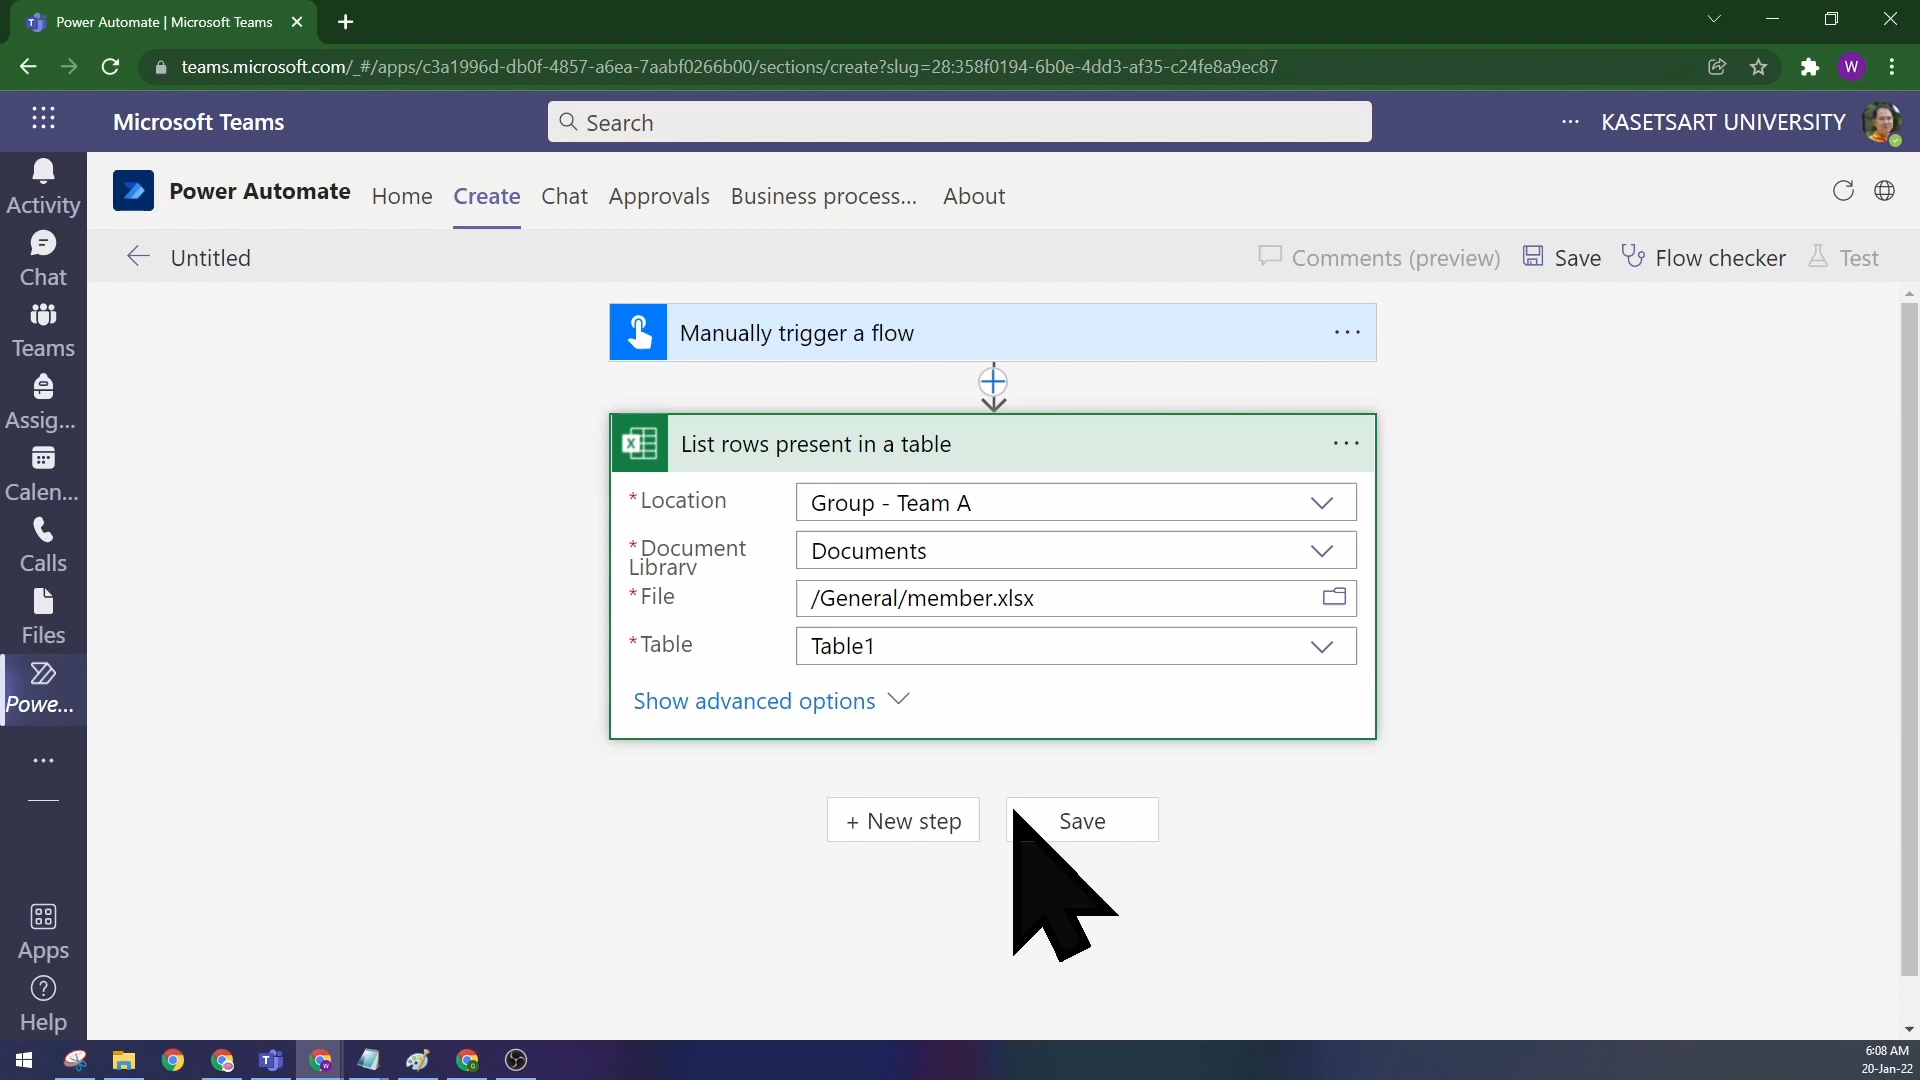 Power Automate | Microsoft Teams
teams.microsoft.com/_#/apps/c3a1996d-db0f-4857-a6ea-7aabf0266b00/sections/create?slug=28:358f0194-6b0e-4dd3-af35-c24fe8a9ec87
W
Microsoft Teams
Search
KASETSART UNIVERSITY
Activity
Chat
Teams
Assig...
Calen...
Calls
Files
Powe...
Apps
Help
Power Automate
Home
Create
Chat
Approvals
Business process...
About
Untitled
Comments (preview)
Save
Flow checker
Test
Manually trigger a flow
List rows present in a table
*Location
Group - Team A
*Document
Library
Documents
*File
/General/member.xlsx
*Table
Table1
Show advanced options
+ New step
Save
6:08 AM
20-Jan-22